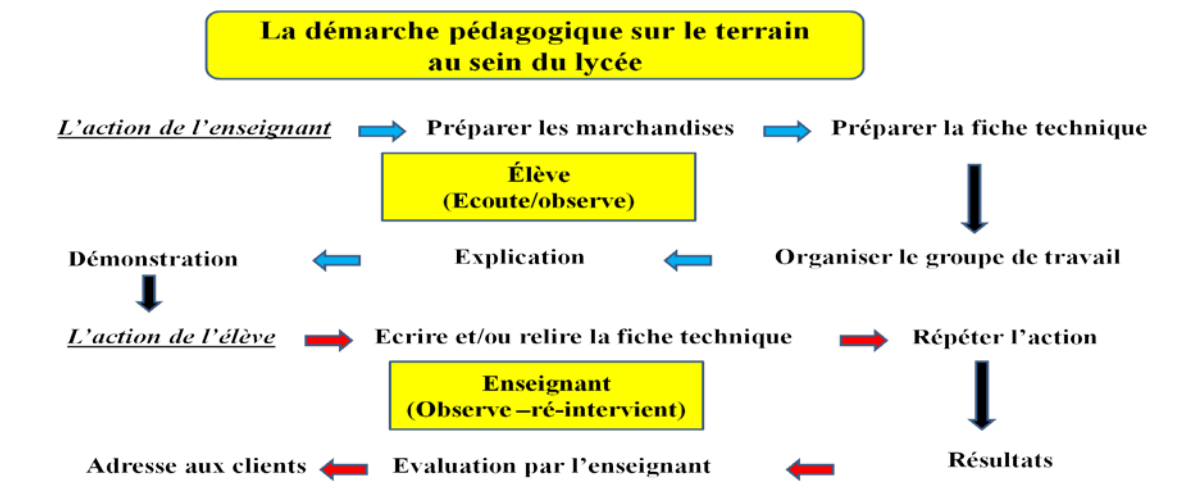 La démarche pédagogique sur le terrain
au sein du lycée
L'action de l'enseignant
Préparer les marchandises
Préparer la fiche technique
Élève
(Ecoute/observe)
Démonstration
Explication
Organiser le groupe de travail
L'action de l'élève
Ecrire et/ou relire la fiche technique
Répéter l'action
Enseignant
(Observe –ré-intervient)
Adresse aux clients
Evaluation par l'enseignant
Résultats